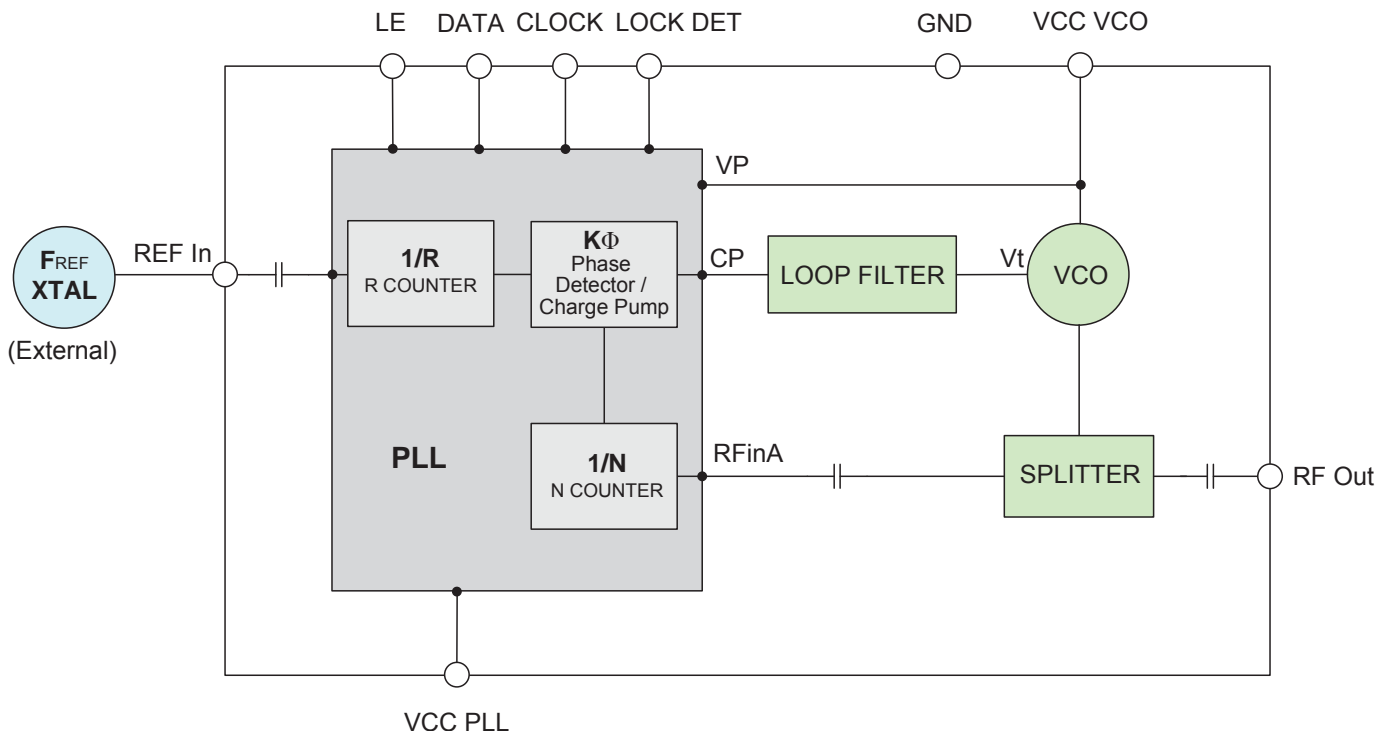 LE DATA CLOCK LOCK DET GND VCC VCO
VP
FREF
XTAL
(External)
REF In
1/R
R COUNTER
KΦ
Phase
Detector /
Charge Pump
CP
LOOP FILTER
Vt
VCO
PLL
1/N
N COUNTER
RFinA
SPLITTER
RF Out
VCC PLL